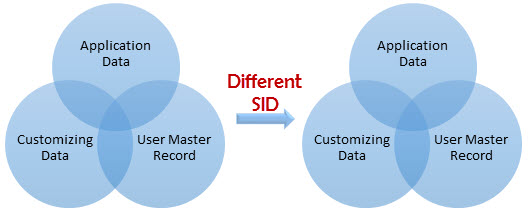 Application
Data
Customizing
Data
User Master
Record
Different
SID
Application
Data
Customizing
Data
User Master
Record